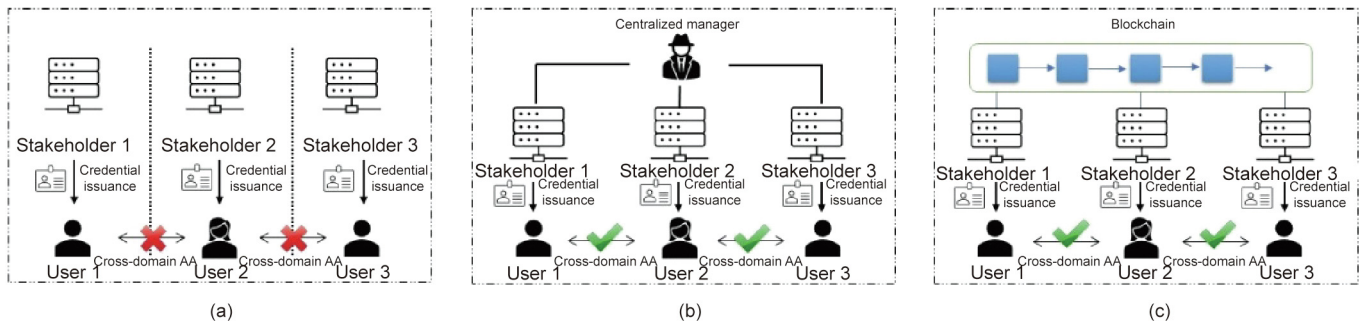 Stakeholder 1
Stakeholder 2
Stakeholder 3
Credential
issuance
Credential
issuance
Credential
issuance
Cross-domain AA
Cross-domain AA
User 1
User 2
User 3
(a)
Centralized manager
Stakeholder 1
Stakeholder 2
Stakeholder 3
Credential
issuance
Credential
issuance
Credential
issuance
Cross-domain AA
Cross-domain AA
User 1
User 2
User 3
(b)
Blockchain
Stakeholder 1
Stakeholder 2
Stakeholder 3
Credential
issuance
Credential
issuance
Credential
issuance
Cross-domain AA
Cross-domain AA
User 1
User 2
User 3
(c)